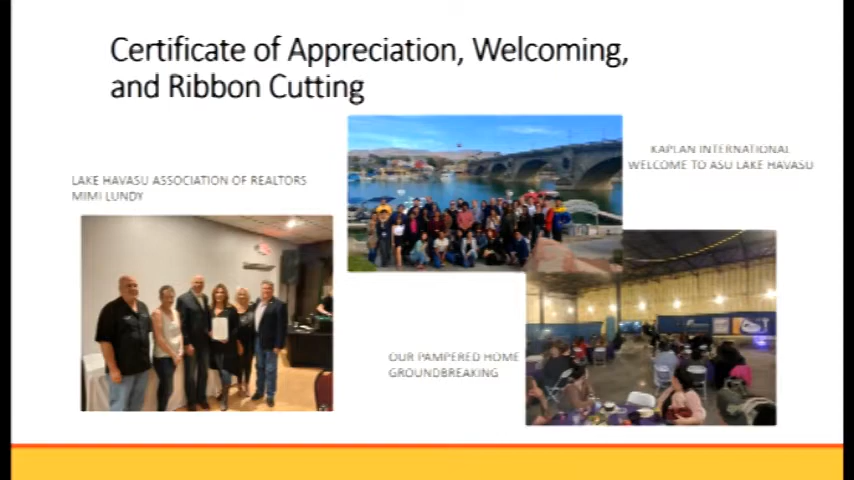 Certificate of Appreciation, Welcoming,
and Ribbon Cutting
KAPLAN INTERNATIONAL
WELCOME TO ASU LAKE HAVASU
LAKE HAVASU ASSOCIATION OF REALTORS
MIMI LUNDY
OUR PAMPERED HOME
GROUNDBREAKING